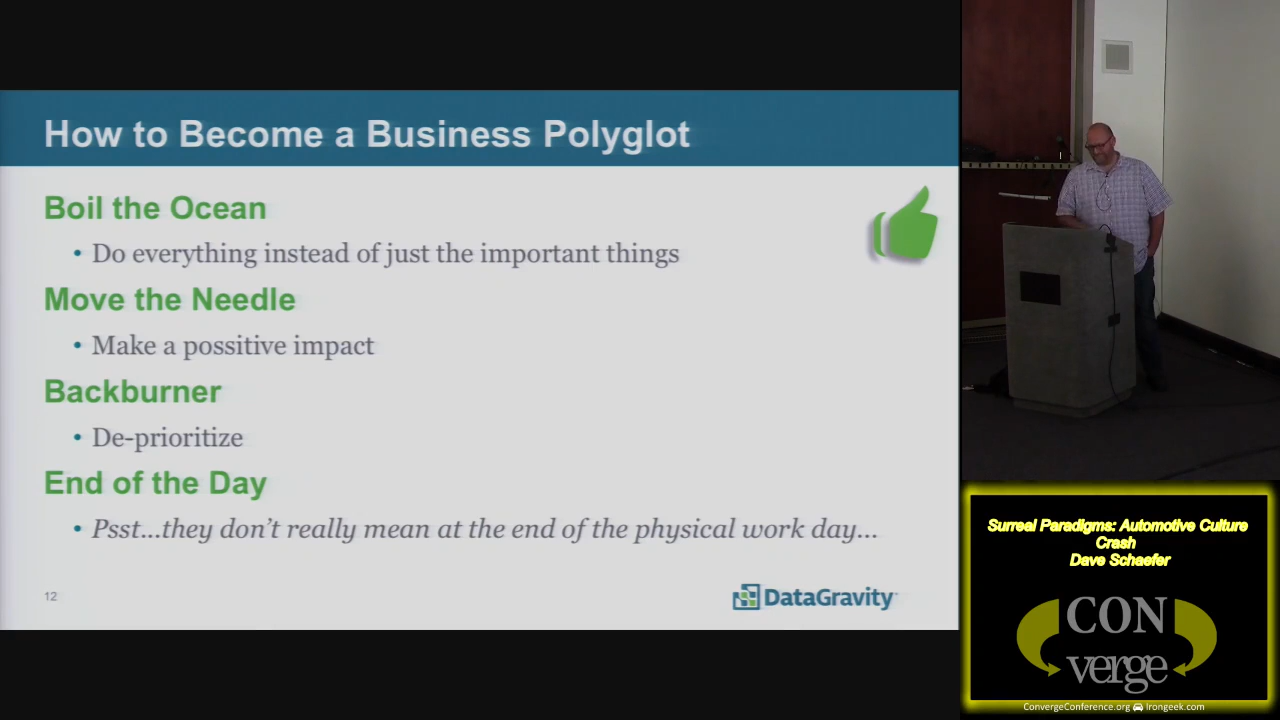 How to Become a Business Polyglot
Boil the Ocean
• Do everything instead of just the important things
Move the Needle
• Make a possitive impact
Backburner
• De-prioritize
End of the Day
• Psst...they don't really mean at the end of the physical work day...
12
DataGravity
Surreal Paradigms: Automotive Culture
Crash
Dave Schaefer
CON
verge
ConvergeConference.org Irongeek.com